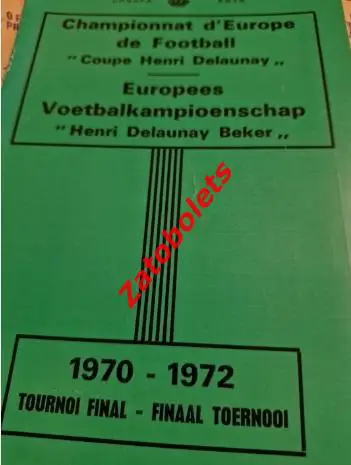 Championnat d'Europe
de Football
"Coupe Henri Delaunay „
Europees
Voetbalkampioenschap
"Henri Delaunay Beker „
Zatobolets
1970 - 1972
TOURNOI FINAL - FINAAL TOERNOOI